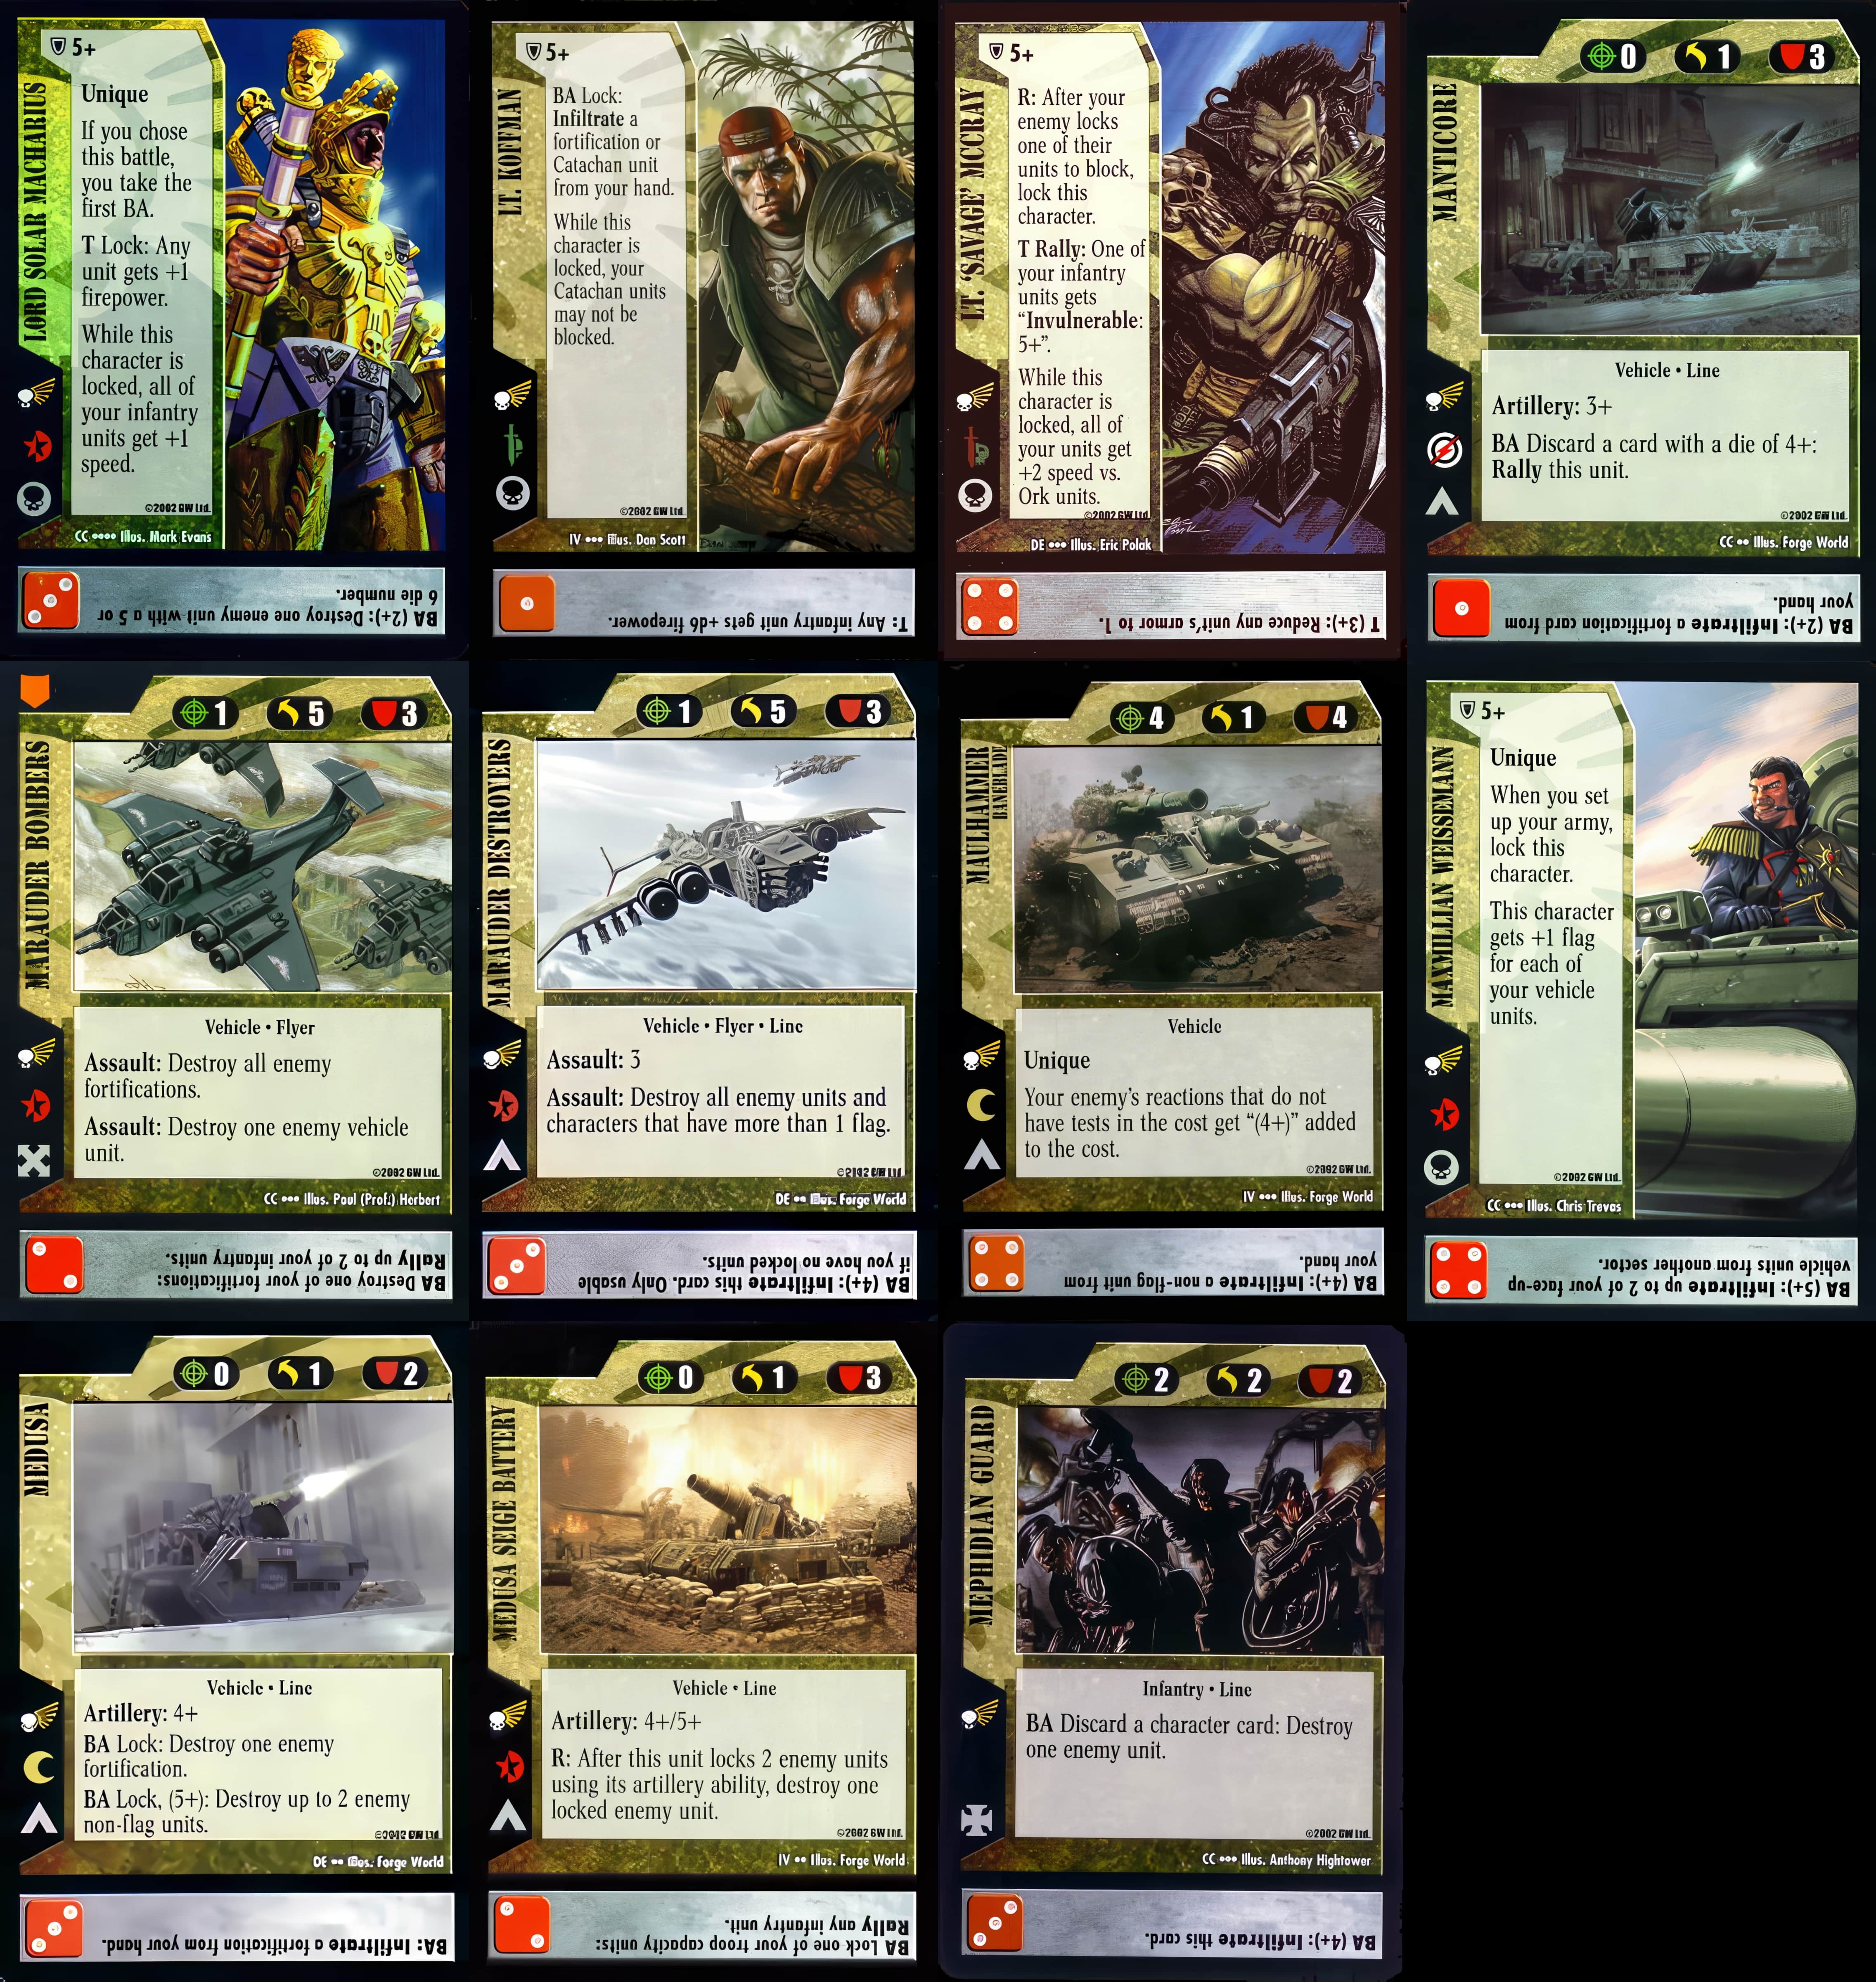 LORD SOLAR MACHARIUS
5+
Unique
If you chose
this battle,
you take the
first BA.
T Lock: Any
unit gets +1
firepower.
While this
character is
locked, all of
your infantry
units get +1
speed.
©2002 GW Ltd.
CC •••• Illus. Mark Evans
BA (2+): Destroy one enemy unit with a 5 or
6 die number.
LT. KOFFMAN
5+
BA Lock:
Infiltrate a
fortification or
Catachan unit
from your hand.
While this
character is
locked, your
Catachan units
may not be
blocked.
©2002 GW Ltd.
IV ••• Illus. Dan Scott
T: Any infantry unit gets +d6 firepower.
LT. ‘SAVAGE’ MCCRAY
5+
R: After your
enemy locks
one of their
units to block,
lock this
character.
T Rally: One of
your infantry
units gets
“Invulnerable:
5+”.
While this
character is
locked, all of
your units get
+2 speed vs.
Ork units.
©2002 GW Ltd.
DE ••• Illus. Eric Polak
T (3+): Reduce any unit's armor to 1.
MANTICORE
0 1 3
Vehicle • Line
Artillery: 3+
BA Discard a card with a die of 4+:
Rally this unit.
©2002 GW Ltd.
CC •• Illus. Forge World
BA (2+): Infiltrate a fortification card from
your hand.
MARAUDER BOMBERS
1 5 3
Vehicle • Flyer
Assault: Destroy all enemy
fortifications.
Assault: Destroy one enemy vehicle
unit.
©2002 GW Ltd.
CC ••• Illus. Paul (Prof.) Herbert
BA Destroy one of your fortifications:
Rally up to 2 of your infantry units.
MARAUDER DESTROYERS
1 5 3
Vehicle • Flyer • Line
Assault: 3
Assault: Destroy all enemy units and
characters that have more than 1 flag.
©2002 GW Ltd.
DE •• Illus. Forge World
BA (4+): Infiltrate this card. Only usable
if you have no locked units.
MAULHAMMER
BANEBLADE
4 1 4
Vehicle
Unique
Your enemy's reactions that do not
have tests in the cost get “(4+)” added
to the cost.
©2002 GW Ltd.
IV ••• Illus. Forge World
BA (4+): Infiltrate a non-flag unit from
your hand.
MAXMILIAN WEISSEMANN
5+
Unique
When you set
up your army,
lock this
character.
This character
gets +1 flag
for each of
your vehicle
units.
©2002 GW Ltd.
CC ••• Illus. Chris Trevas
BA (5+): Infiltrate up to 2 of your face-up
vehicle units from another sector.
MEDUSA
0 1 2
Vehicle • Line
Artillery: 4+
BA Lock: Destroy one enemy
fortification.
BA Lock, (5+): Destroy up to 2 enemy
non-flag units.
©2002 GW Ltd.
DE •• Illus. Forge World
BA: Infiltrate a fortification from your hand.
MEDUSA SEIGE BATTERY
0 1 3
Vehicle • Line
Artillery: 4+/5+
R: After this unit locks 2 enemy units
using its artillery ability, destroy one
locked enemy unit.
©2002 GW Ltd.
IV •• Illus. Forge World
BA Lock one of your troop capacity units:
Rally any infantry unit.
MEPHIDIAN GUARD
2 2 2
Infantry • Line
BA Discard a character card: Destroy
one enemy unit.
©2002 GW Ltd.
CC ••• Illus. Anthony Hightower
BA (4+): Infiltrate this card.